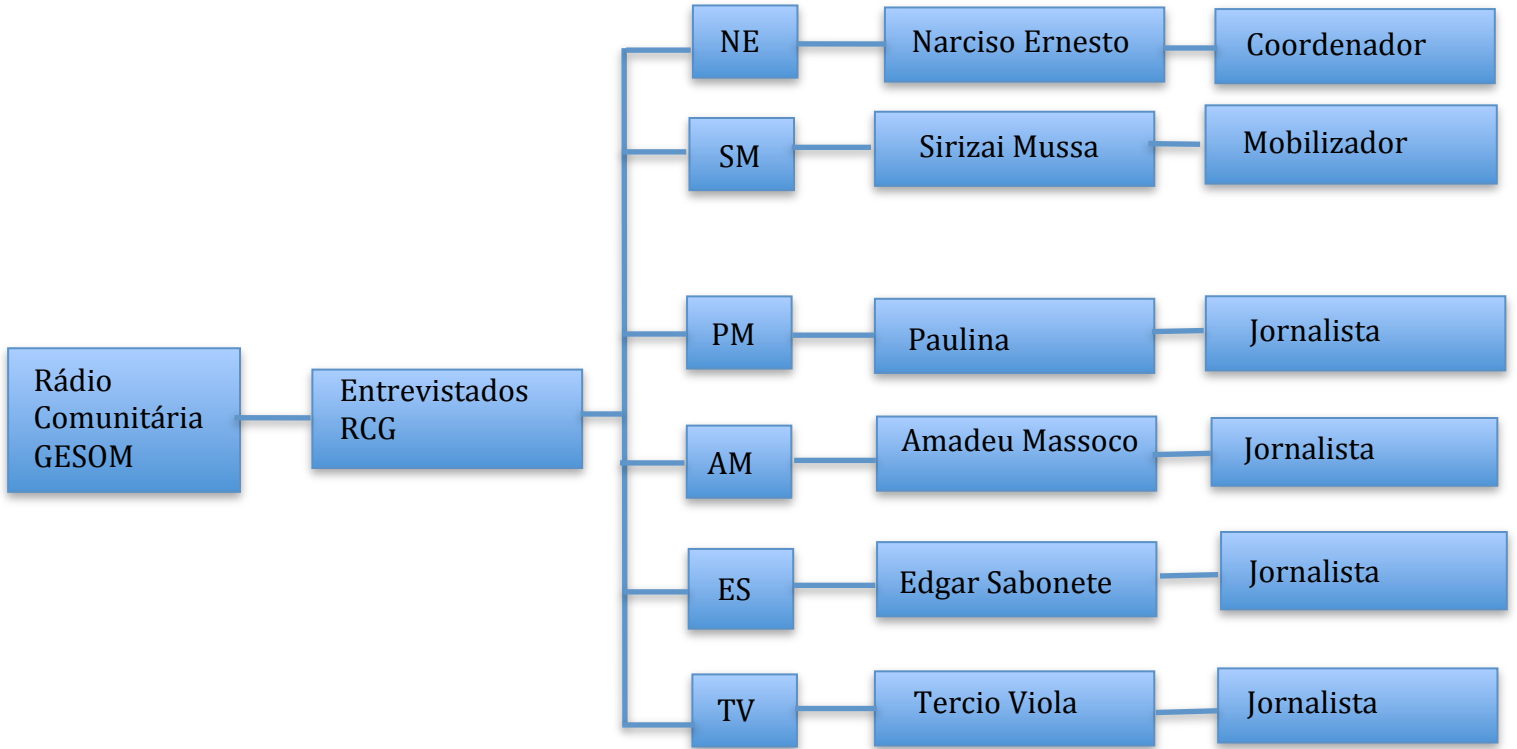 NE
Narciso Ernesto
Coordenador
SM
Sirizai Mussa
Mobilizador
Rádio
Comunitária
GESOM
Entrevistados
RCG
PM
Paulina
Jornalista
AM
Amadeu Massoco
Jornalista
ES
Edgar Sabonete
Jornalista
TV
Tercio Viola
Jornalista